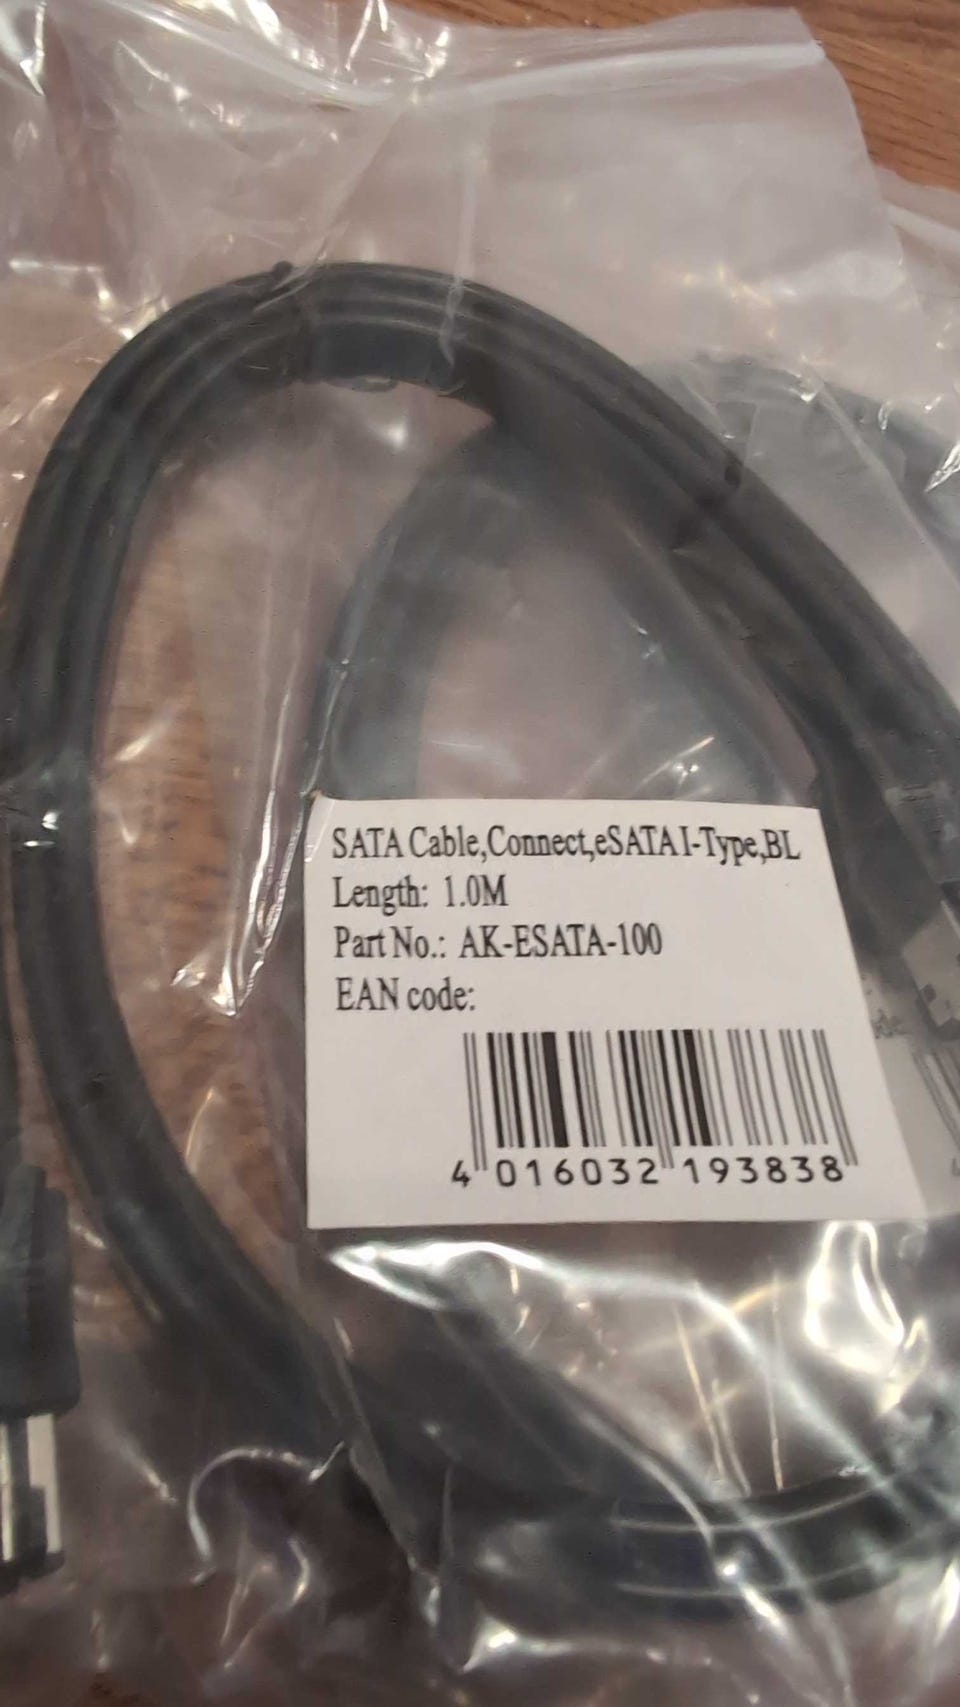 SATA Cable,Connect,eSATA I-Type,BL
Length: 1.0M
Part No.: AK-ESATA-100
EAN code:
4 016032 193838